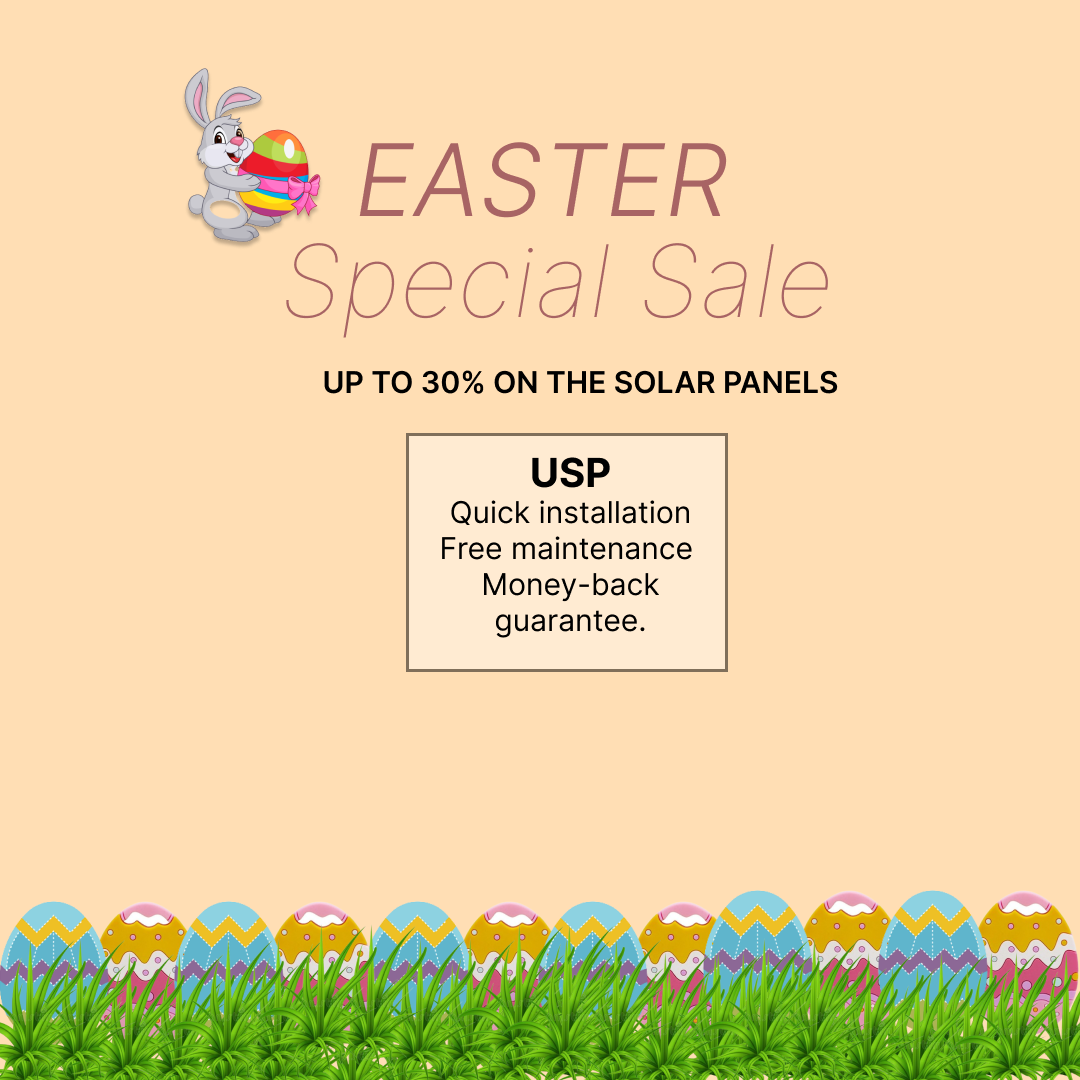 EASTER
Special Sale
UP TO 30% ON THE SOLAR PANELS
USP
Quick installation
Free maintenance
Money-back
guarantee.